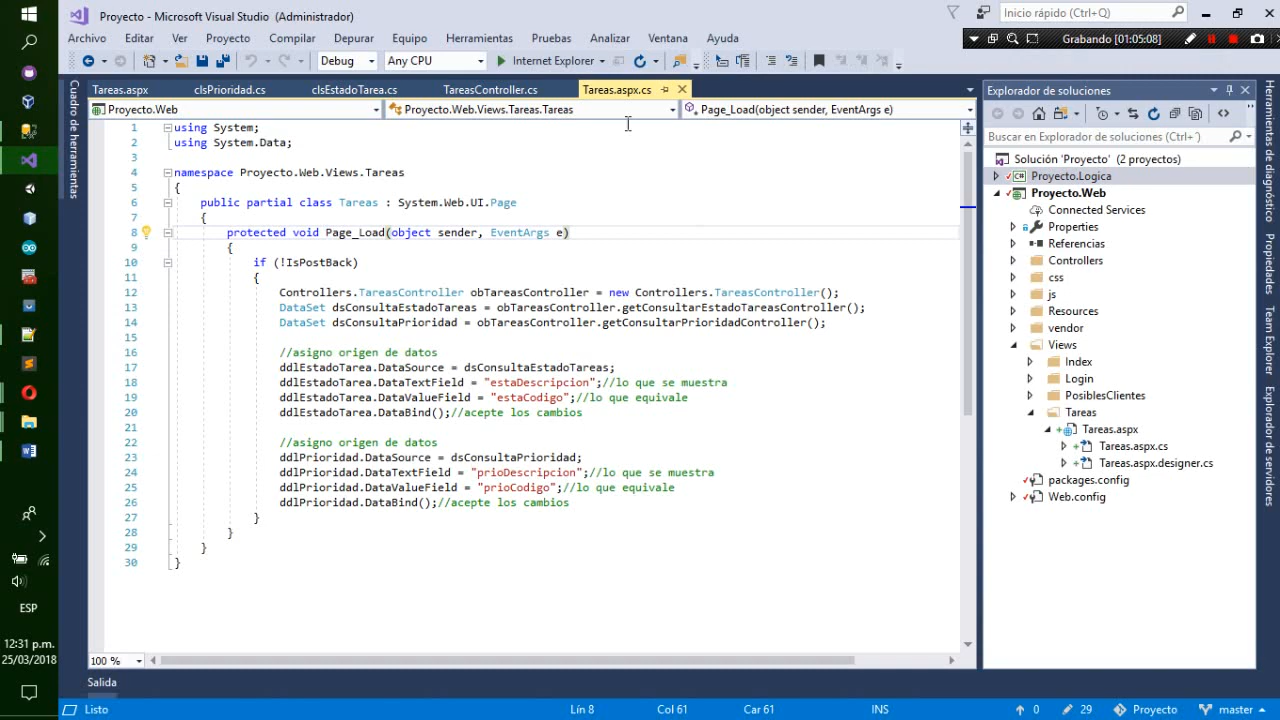 Proyecto - Microsoft Visual Studio (Administrador)
Inicio rápido (Ctrl+Q)
Archivo Editar Ver Proyecto Compilar Depurar Equipo Herramientas Pruebas Analizar Ventana Ayuda
Grabando [01:05:08]
Debug Any CPU Internet Explorer
Cuadro de herramientas
Tareas.aspx clsPrioridad.cs clsEstadoTarea.cs TareasController.cs Tareas.aspx.cs
Proyecto.Web Proyecto.Web.Views.Tareas.Tareas Page_Load(object sender, EventArgs e)
1 using System;
2 using System.Data;
3
4 namespace Proyecto.Web.Views.Tareas
5 {
6 public partial class Tareas : System.Web.UI.Page
7 {
8 protected void Page_Load(object sender, EventArgs e)
9 {
10 if (!IsPostBack)
11 {
12 Controllers.TareasController obTareasController = new Controllers.TareasController();
13 DataSet dsConsultaEstadoTareas = obTareasController.getConsultarEstadoTareasController();
14 DataSet dsConsultaPrioridad = obTareasController.getConsultarPrioridadController();
15
16 //asigno origen de datos
17 ddlEstadoTarea.DataSource = dsConsultaEstadoTareas;
18 ddlEstadoTarea.DataTextField = "estaDescripcion";//lo que se muestra
19 ddlEstadoTarea.DataValueField = "estaCodigo";//lo que equivale
20 ddlEstadoTarea.DataBind();//acepte los cambios
21
22 //asigno origen de datos
23 ddlPrioridad.DataSource = dsConsultaPrioridad;
24 ddlPrioridad.DataTextField = "prioDescripcion";//lo que se muestra
25 ddlPrioridad.DataValueField = "prioCodigo";//lo que equivale
26 ddlPrioridad.DataBind();//acepte los cambios
27 }
28 }
29 }
30 }
100 %
Salida
Explorador de soluciones
Buscar en Explorador de soluciones (Ctrl+´)
Solución 'Proyecto' (2 proyectos)
C# Proyecto.Logica
Proyecto.Web
Connected Services
Properties
Referencias
Controllers
css
js
Resources
vendor
Views
Index
Login
PosiblesClientes
Tareas
Tareas.aspx
Tareas.aspx.cs
Tareas.aspx.designer.cs
packages.config
Web.config
Herramientas de diagnóstico
Propiedades
Team Explorer
Explorador de soluciones
Explorador de servidores
ESP
12:31 p.m.
25/03/2018
Listo Lín 8 Col 61 Car 61 INS 0 29 Proyecto master